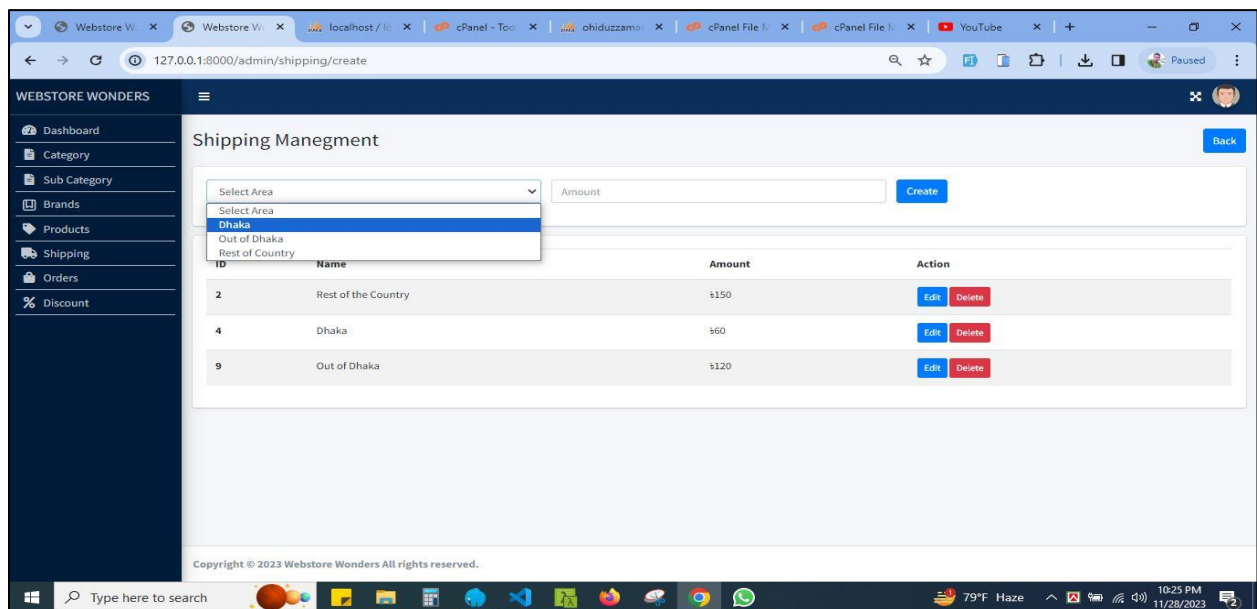 Webstore W
Webstore W
localhost / lo
cPanel - Too
ohiduzzama
cPanel File M
cPanel File M
YouTube
127.0.0.1:8000/admin/shipping/create
Paused
WEBSTORE WONDERS
Dashboard
Category
Sub Category
Brands
Products
Shipping
Orders
Discount
Shipping Manegment
Back
Select Area
Amount
Create
Select Area
Dhaka
Out of Dhaka
Rest of Country
ID Name Amount Action
2 Rest of the Country ৳150 Edit Delete
4 Dhaka ৳60 Edit Delete
9 Out of Dhaka ৳120 Edit Delete
Copyright © 2023 Webstore Wonders All rights reserved.
Type here to search
79°F Haze
10:25 PM
11/28/2023
2